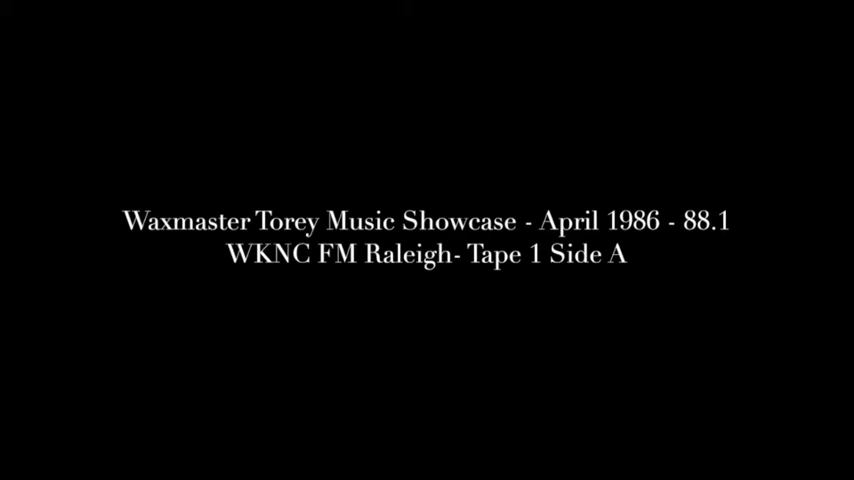 Waxmaster Torey Music Showcase - April 1986 - 88.1
WKNC FM Raleigh- Tape 1 Side A